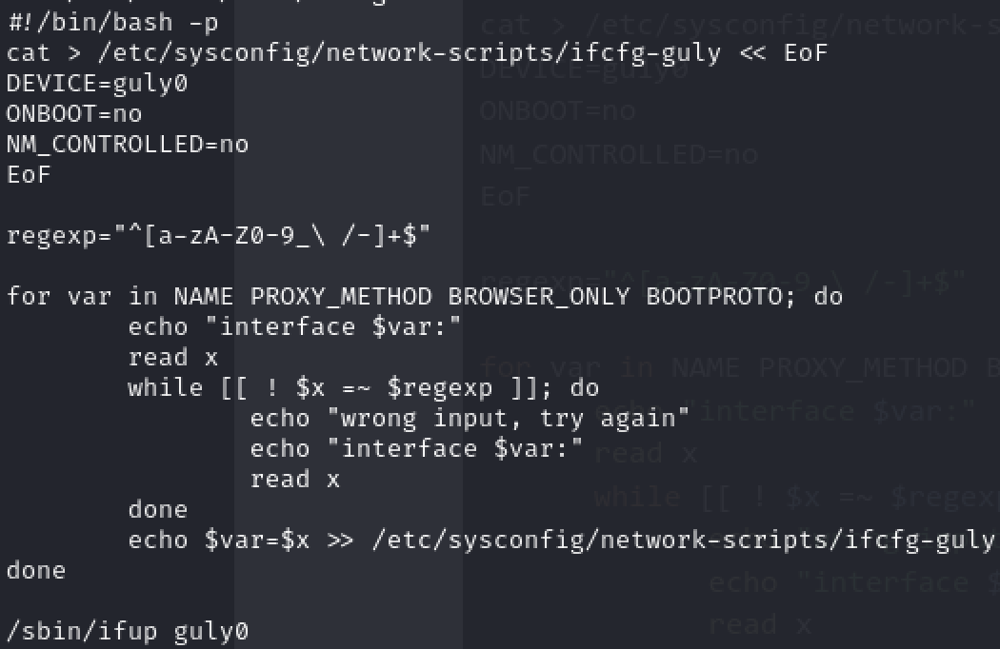 #!/bin/bash -p
cat > /etc/sysconfig/network-scripts/ifcfg-guly << EoF
DEVICE=guly0
ONBOOT=no
NM_CONTROLLED=no
EoF

regexp="^[a-zA-Z0-9_\ /-]+$"

for var in NAME PROXY_METHOD BROWSER_ONLY BOOTPROTO; do
        echo "interface $var:"
        read x
        while [[ ! $x =~ $regexp ]]; do
                echo "wrong input, try again"
                echo "interface $var:"
                read x
        done
        echo $var=$x >> /etc/sysconfig/network-scripts/ifcfg-guly
done

/sbin/ifup guly0